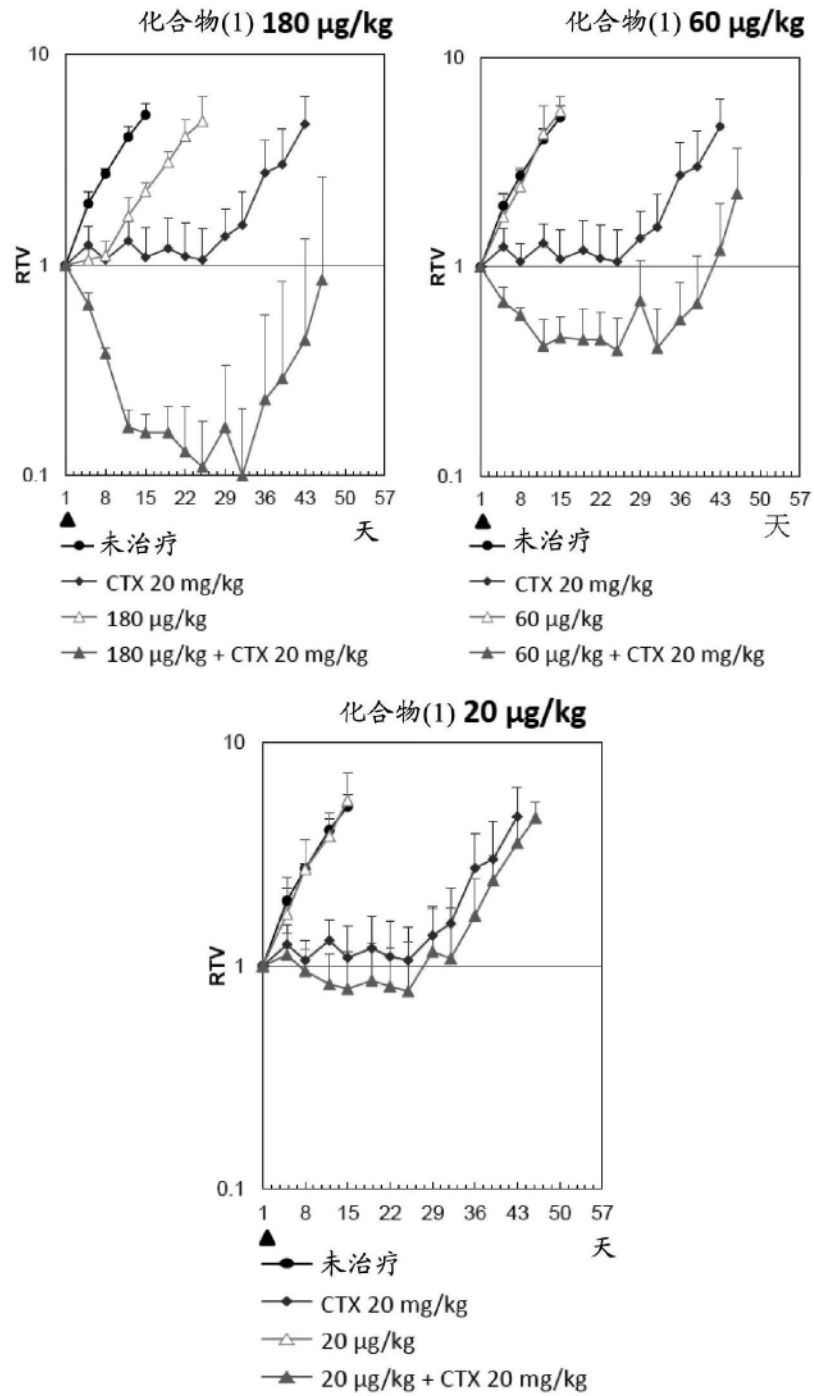 化合物(1) 180 µg/kg
10
RTV
1
0.1
1 8 15 22 29 36 43 50 57
天
未治疗
CTX 20 mg/kg
180 µg/kg
180 µg/kg + CTX 20 mg/kg
化合物(1) 60 µg/kg
10
RTV
1
0.1
1 8 15 22 29 36 43 50 57
天
未治疗
CTX 20 mg/kg
60 µg/kg
60 µg/kg + CTX 20 mg/kg
化合物(1) 20 µg/kg
10
RTV
1
0.1
1 8 15 22 29 36 43 50 57
天
未治疗
CTX 20 mg/kg
20 µg/kg
20 µg/kg + CTX 20 mg/kg